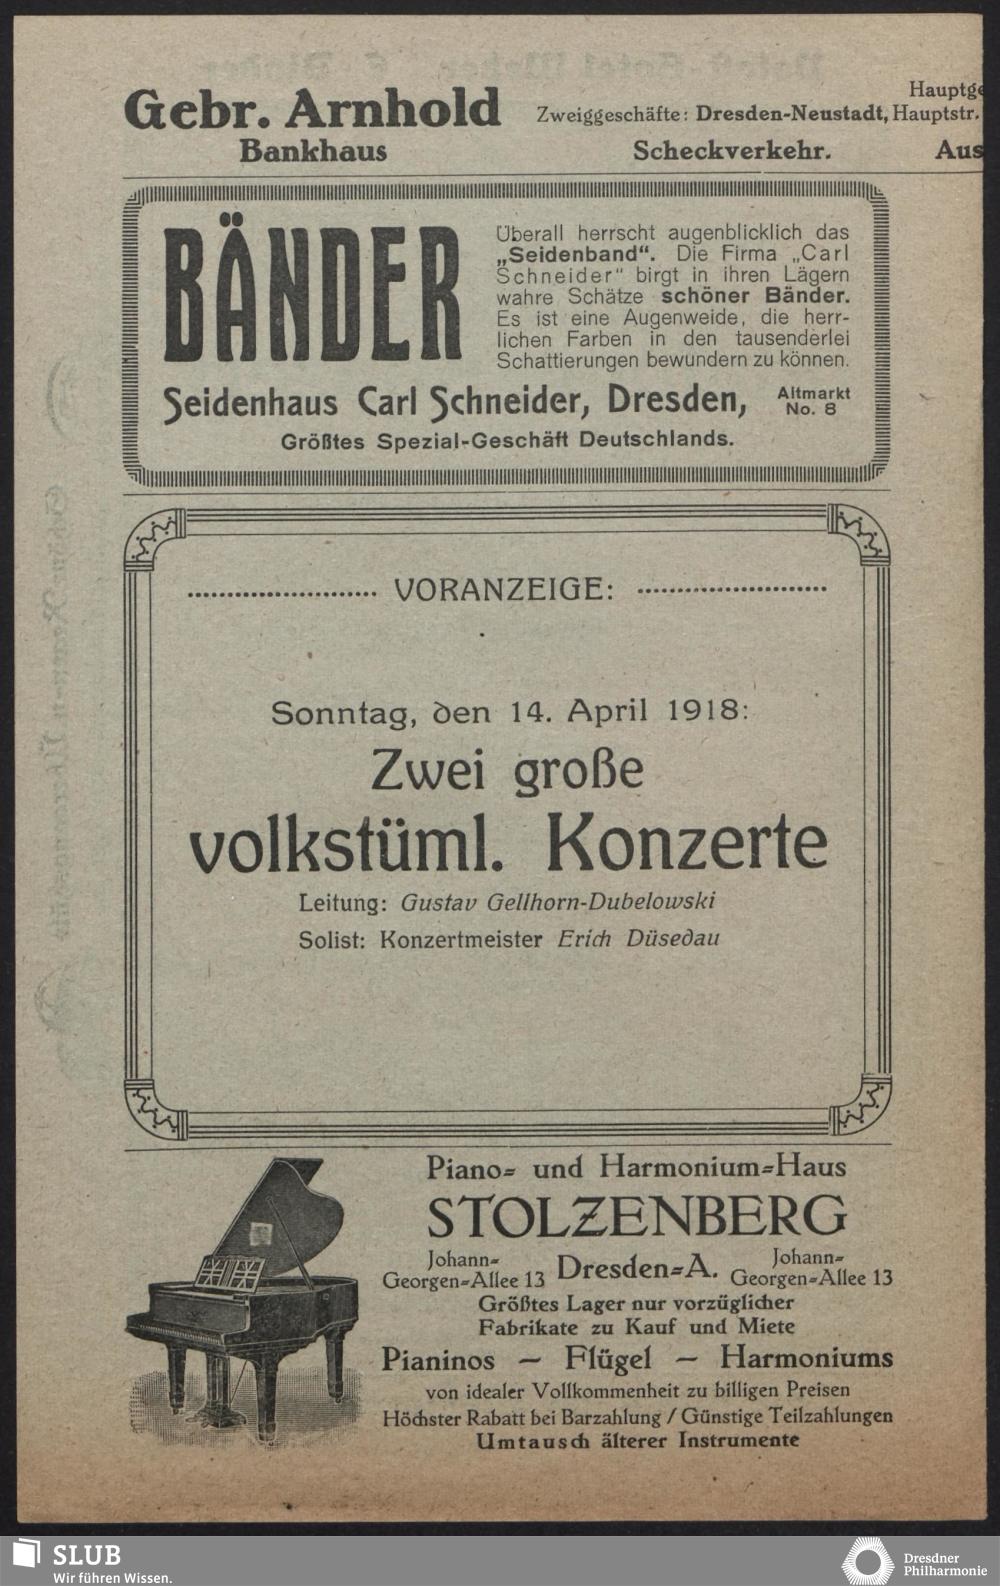 Gebr. Arnhold
Bankhaus
Zweiggeschäfte: Dresden-Neustadt, Hauptstr.
Scheckverkehr.
BÄNDER
Überall herrscht augenblicklich das
„Seidenband“. Die Firma „Carl
Schneider“ birgt in ihren Lägern
wahre Schätze schöner Bänder.
Es ist eine Augenweide, die herr-
lichen Farben in den tausenderlei
Schattierungen bewundern zu können.
Seidenhaus Carl Schneider, Dresden, Altmarkt No. 8
Größtes Spezial-Geschäft Deutschlands.
VORANZEIGE:
Sonntag, den 14. April 1918:
Zwei große
volkstüml. Konzerte
Leitung: Gustav Gellhorn-Dubelowski
Solist: Konzertmeister Erich Düsedau
Piano- und Harmonium-Haus
STOLZENBERG
Johann-Georgen-Allee 13 Dresden-A. Johann-Georgen-Allee 13
Größtes Lager nur vorzüglicher
Fabrikate zu Kauf und Miete
Pianinos — Flügel — Harmoniums
von idealer Vollkommenheit zu billigen Preisen
Höchster Rabatt bei Barzahlung / Günstige Teilzahlungen
Umtausch älterer Instrumente
SLUB
Wir führen Wissen.
Dresdner
Philharmonie